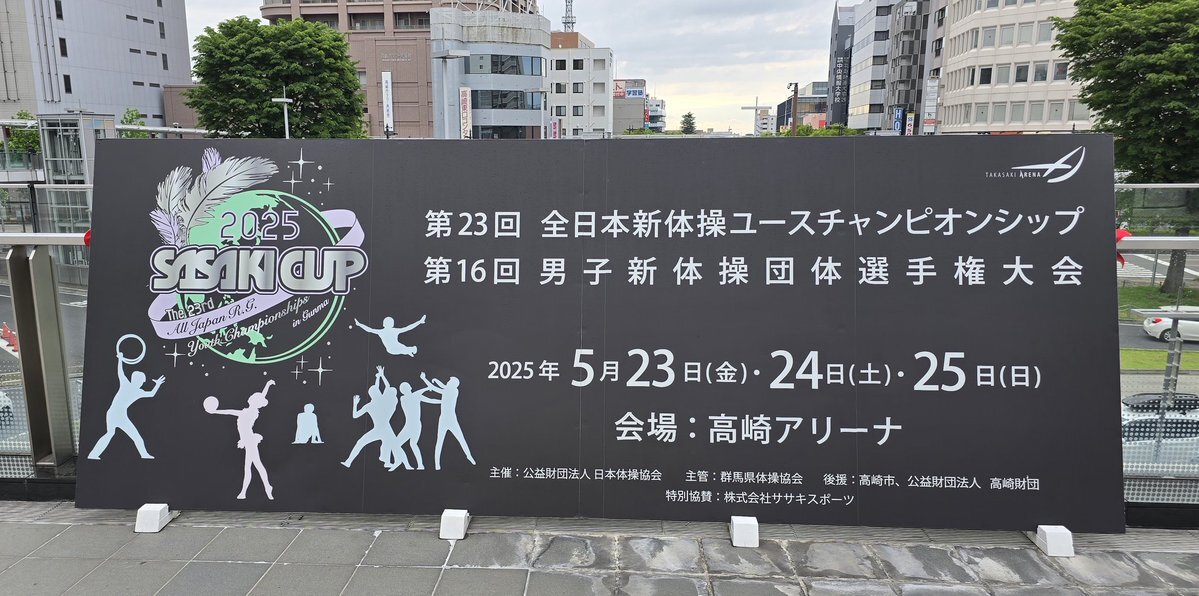 学習塾
TAKASAKI ARENA
2025
SASAKI CUP
The 23rd
All Japan R.G.
Youth Championships
in Gunma
第23回 全日本新体操ユースチャンピオンシップ
第16回 男子新体操団体選手権大会
2025年 5月23日(金)・24日(土)・25日(日)
会場：高崎アリーナ
主催：公益財団法人 日本体操協会 主管：群馬県体操協会 後援：高崎市、公益財団法人 高崎財団
特別協賛：株式会社ササキスポーツ